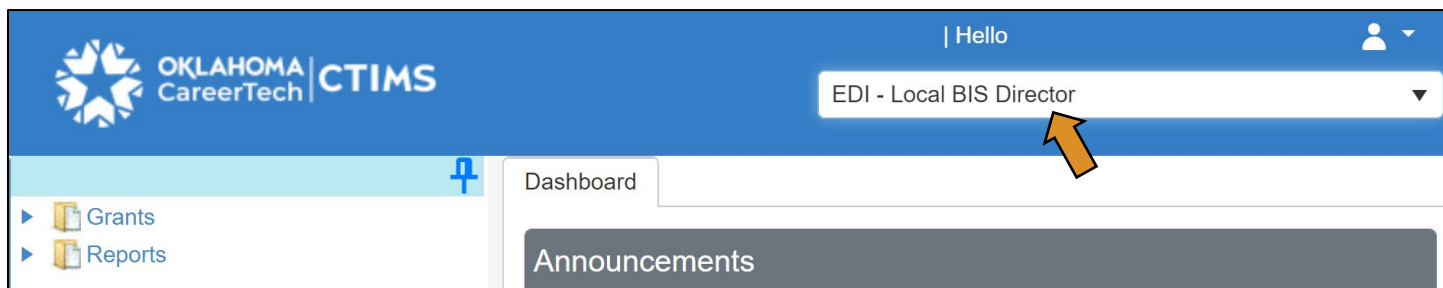 OKLAHOMA
CareerTech
CTIMS
| Hello
EDI - Local BIS Director
Grants
Reports
Dashboard
Announcements